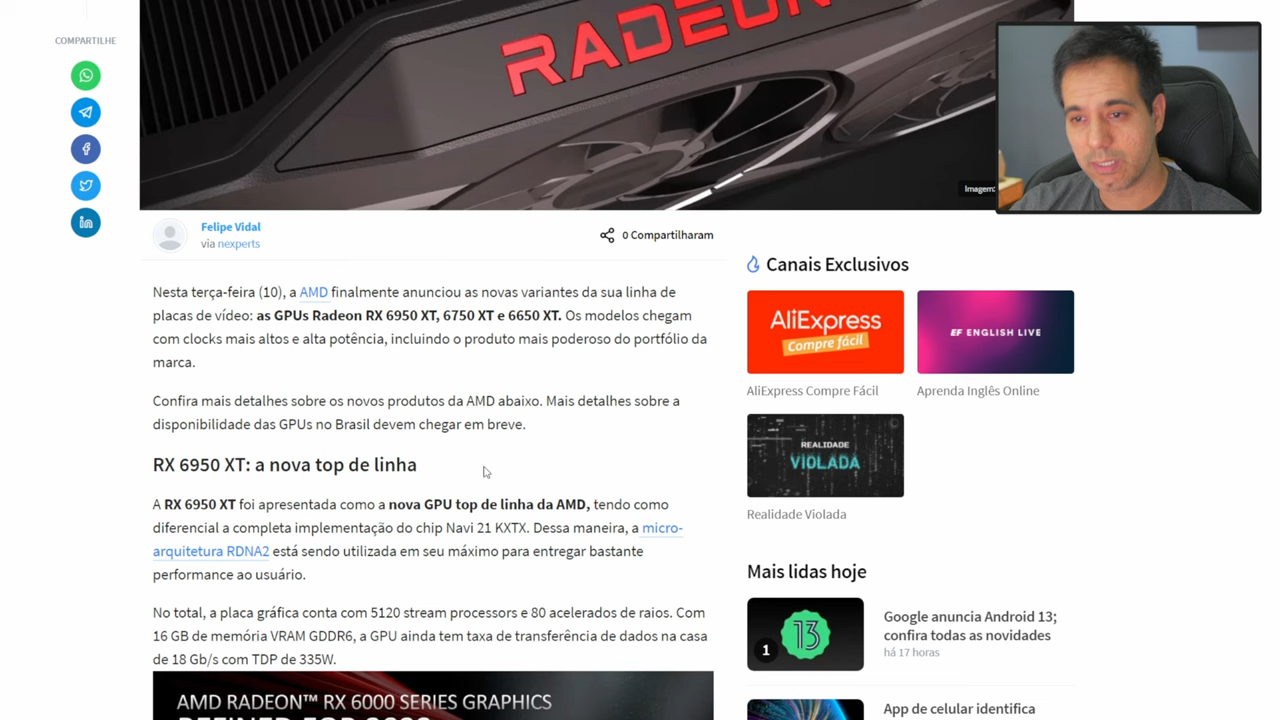 COMPARTILHE
RADEON
Imagem:
Felipe Vidal
via nexperts
0 Compartilharam
Nesta terça-feira (10), a AMD finalmente anunciou as novas variantes da sua linha de
placas de vídeo: as GPUs Radeon RX 6950 XT, 6750 XT e 6650 XT. Os modelos chegam
com clocks mais altos e alta potência, incluindo o produto mais poderoso do portfólio da
marca.
Confira mais detalhes sobre os novos produtos da AMD abaixo. Mais detalhes sobre a
disponibilidade das GPUs no Brasil devem chegar em breve.
RX 6950 XT: a nova top de linha
A RX 6950 XT foi apresentada como a nova GPU top de linha da AMD, tendo como
diferencial a completa implementação do chip Navi 21 KXTX. Dessa maneira, a micro-
arquitetura RDNA2 está sendo utilizada em seu máximo para entregar bastante
performance ao usuário.
No total, a placa gráfica conta com 5120 stream processors e 80 acelerados de raios. Com
16 GB de memória VRAM GDDR6, a GPU ainda tem taxa de transferência de dados na casa
de 18 Gb/s com TDP de 335W.
AMD RADEON™ RX 6000 SERIES GRAPHICS
Canais Exclusivos
AliExpress
Compre fácil
AliExpress Compre Fácil
EF ENGLISH LIVE
Aprenda Inglês Online
REALIDADE
VIOLADA
Realidade Violada
Mais lidas hoje
13
1
Google anuncia Android 13;
confira todas as novidades
há 17 horas
App de celular identifica